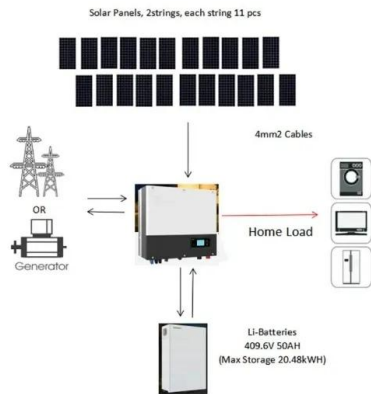 Solar Panels, 2strings, each string 11 pcs
4mm2 Cables
OR
Generator
Home Load
Li-Batteries
409.6V 50AH
(Max Storage 20.48kWH)